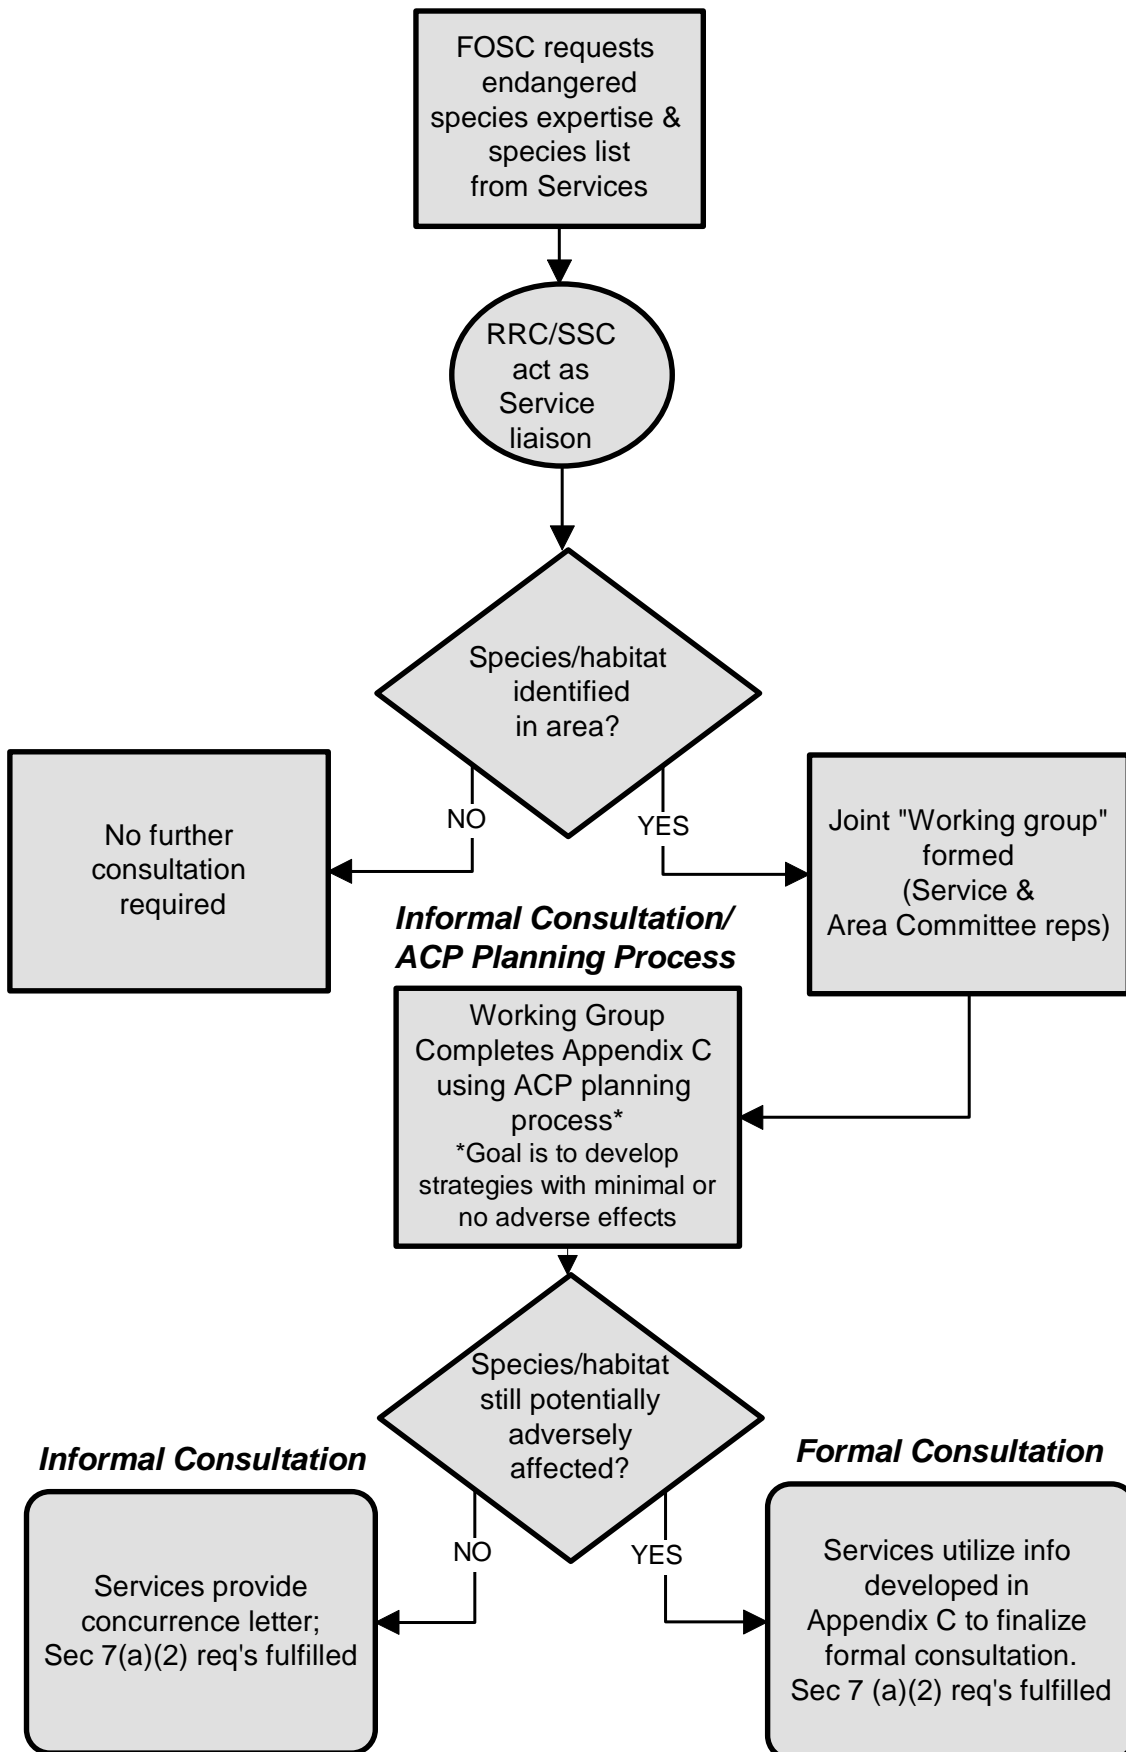 FOSC requests
endangered
species expertise &
species list
from Services
RRC/SSC
act as
Service
liaison
Species/habitat
identified
in area?
NO
YES
No further
consultation
required
Joint "Working group"
formed
(Service &
Area Committee reps)
Informal Consultation/
ACP Planning Process
Working Group
Completes Appendix C
using ACP planning
process*
*Goal is to develop
strategies with minimal or
no adverse effects
Species/habitat
still potentially
adversely
affected?
NO
YES
Informal Consultation
Services provide
concurrence letter;
Sec 7(a)(2) req's fulfilled
Formal Consultation
Services utilize info
developed in
Appendix C to finalize
formal consultation.
Sec 7 (a)(2) req's fulfilled